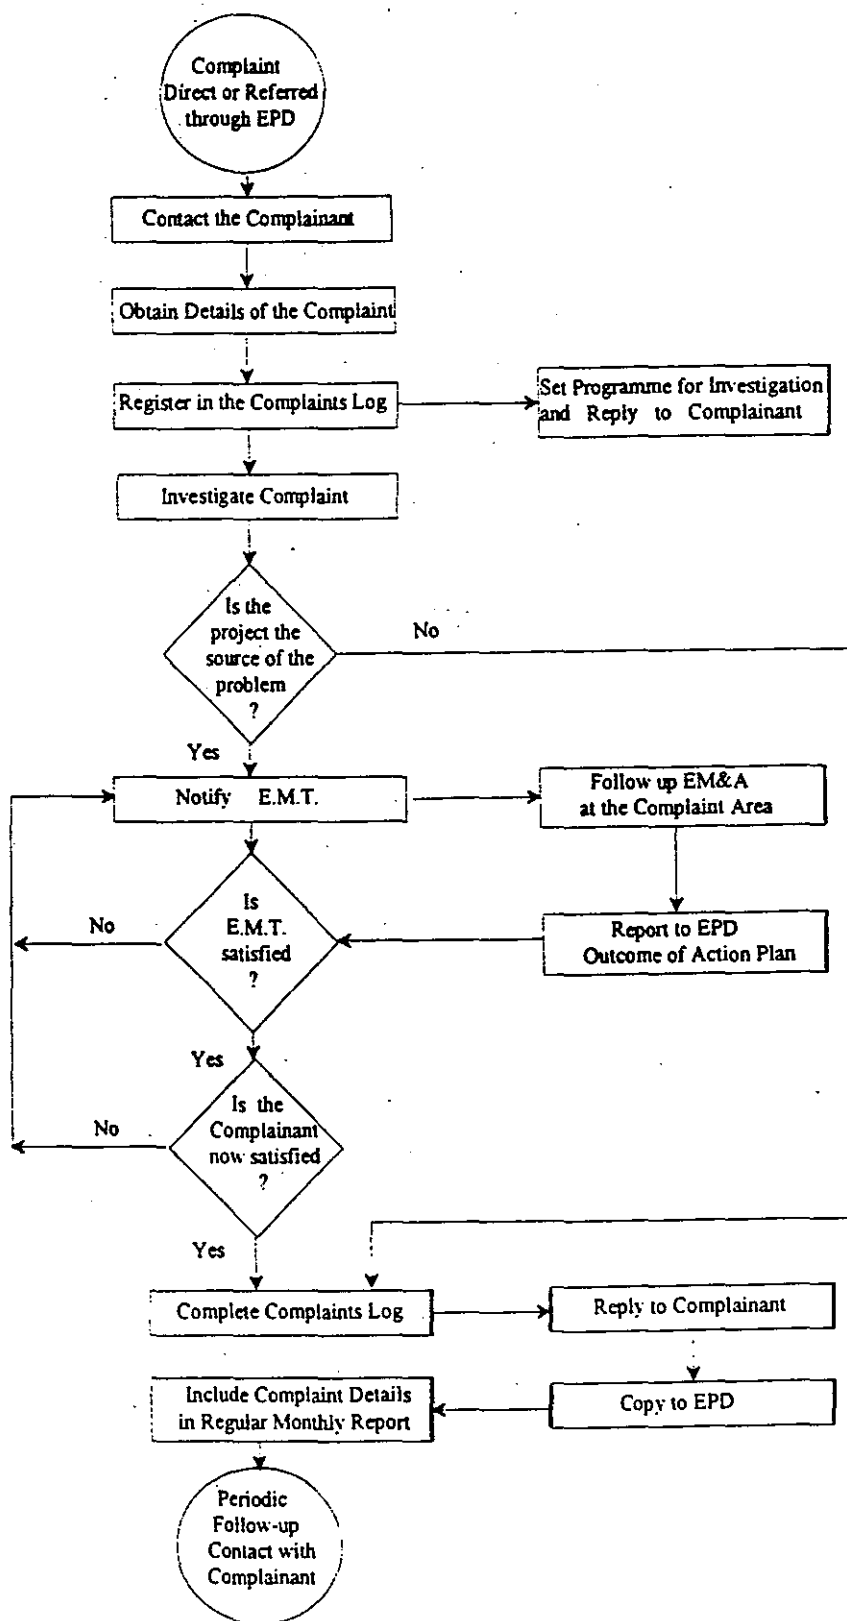 Complaint
Direct or Referred
through EPD
Contact the Complainant
Obtain Details of the Complaint
Register in the Complaints Log
Set Programme for Investigation
and Reply to Complainant
Investigate Complaint
Is the
project the
source of the
problem
?
No
Yes
Notify E.M.T.
Follow up EM&A
at the Complaint Area
Is
E.M.T.
satisfied
?
No
Report to EPD
Outcome of Action Plan
Yes
Is the
Complainant
now satisfied
?
No
Yes
Complete Complaints Log
Reply to Complainant
Include Complaint Details
in Regular Monthly Report
Copy to EPD
Periodic
Follow-up
Contact with
Complainant